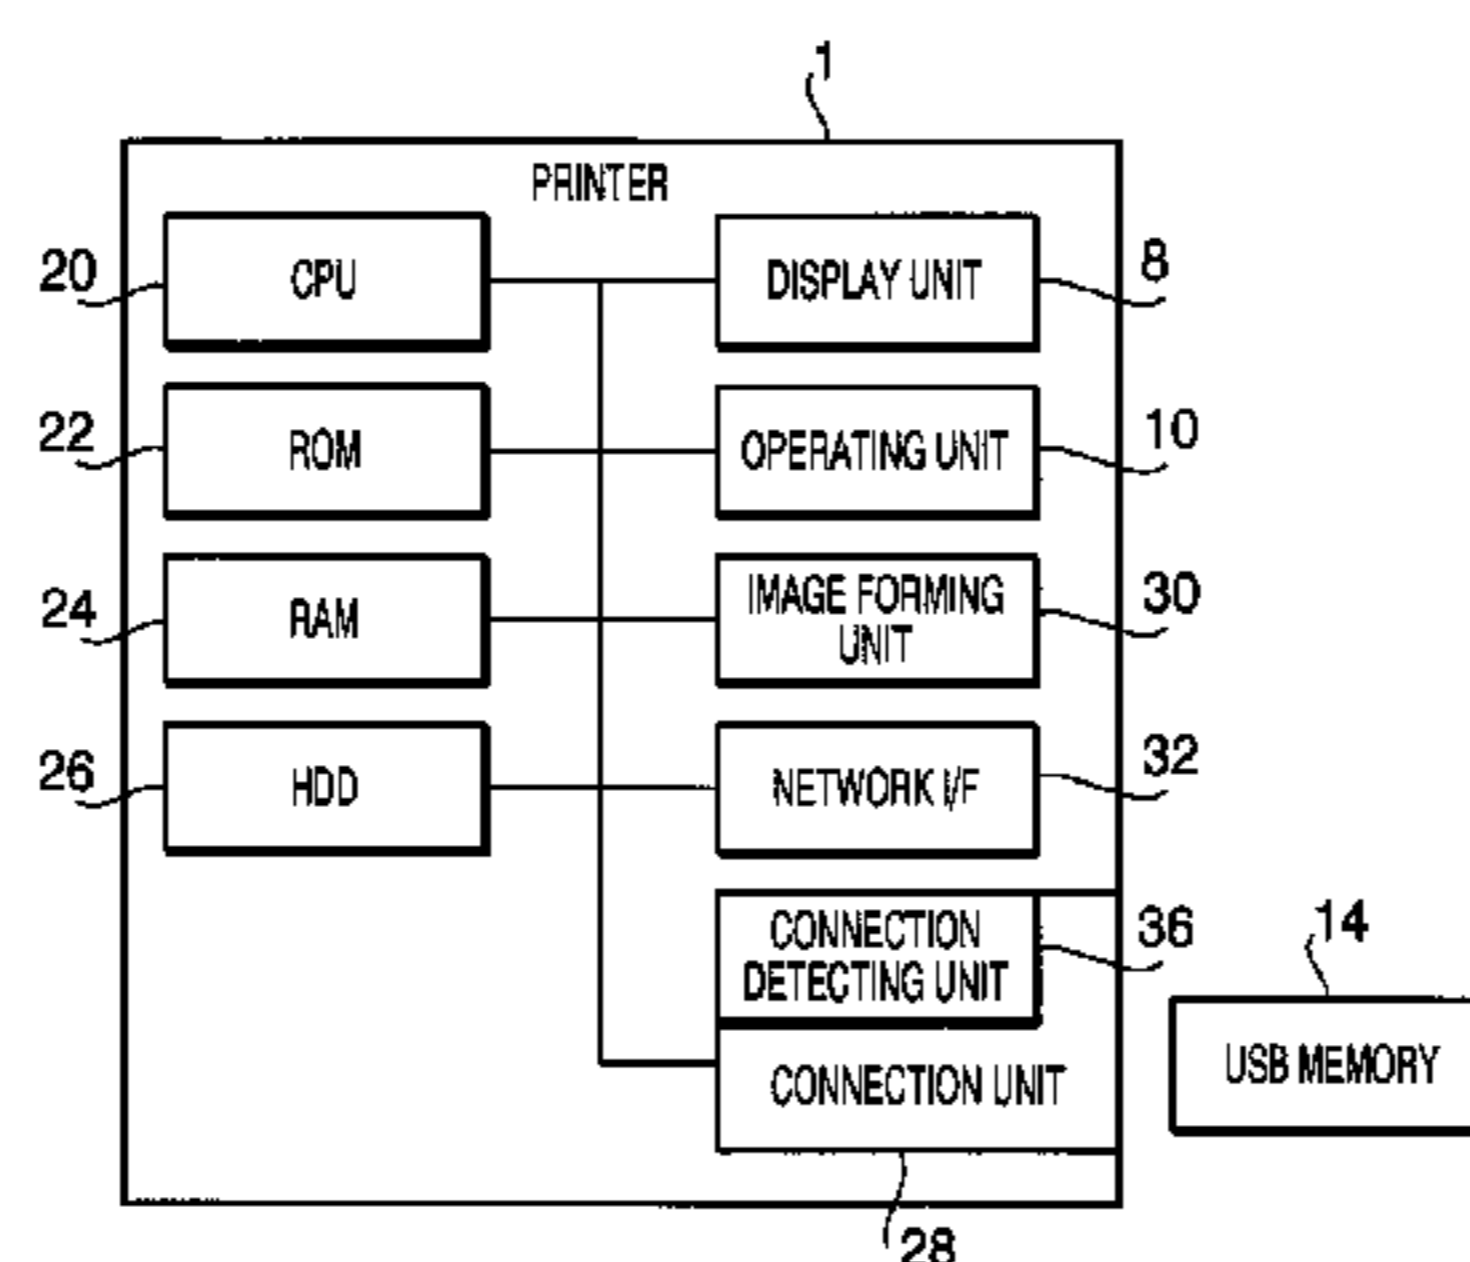 1
PRINTER
20
CPU
DISPLAY UNIT
8
22
ROM
OPERATING UNIT
10
24
RAM
IMAGE FORMING
UNIT
30
26
HDD
NETWORK I/F
32
CONNECTION
DETECTING UNIT
36
14
USB MEMORY
CONNECTION UNIT
28